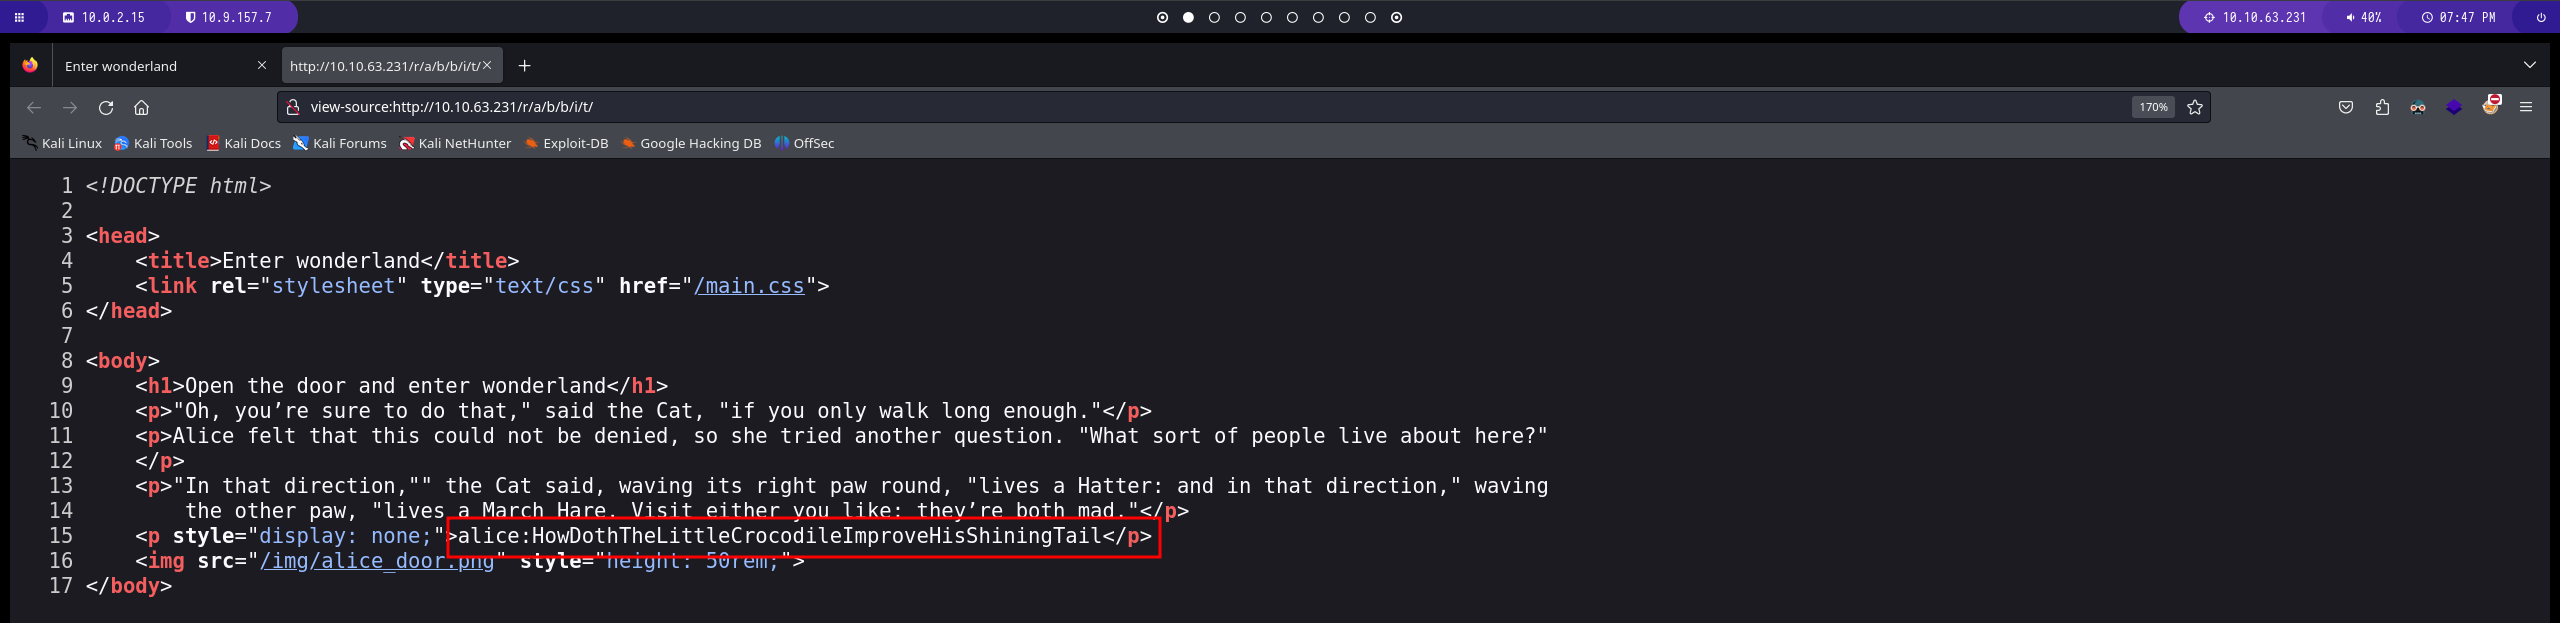 10.0.2.15 10.9.157.7 10.10.63.231 40% 07:47 PM
Enter wonderland http://10.10.63.231/r/a/b/b/i/t/
view-source:http://10.10.63.231/r/a/b/b/i/t/ 170%
Kali Linux Kali Tools Kali Docs Kali Forums Kali NetHunter Exploit-DB Google Hacking DB OffSec
1 <!DOCTYPE html>
2
3 <head>
4 <title>Enter wonderland</title>
5 <link rel="stylesheet" type="text/css" href="/main.css">
6 </head>
7
8 <body>
9 <h1>Open the door and enter wonderland</h1>
10 <p>"Oh, you’re sure to do that," said the Cat, "if you only walk long enough."</p>
11 <p>Alice felt that this could not be denied, so she tried another question. "What sort of people live about here?"
12 </p>
13 <p>"In that direction,"" the Cat said, waving its right paw round, "lives a Hatter: and in that direction," waving
14 the other paw, "lives a March Hare. Visit either you like: they’re both mad."</p>
15 <p style="display: none;">alice:HowDothTheLittleCrocodileImproveHisShiningTail</p>
16 <img src="/img/alice_door.png" style="height: 50rem;">
17 </body>